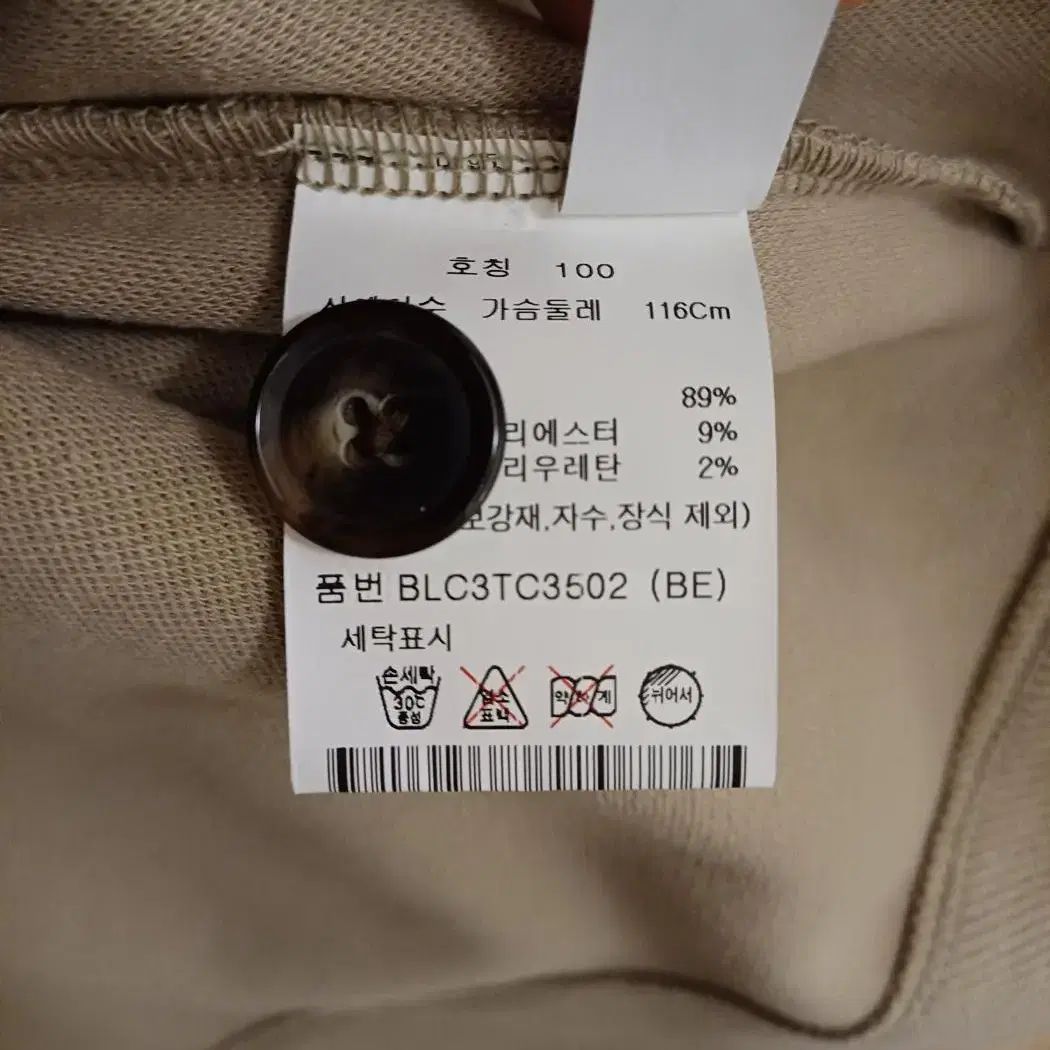 호칭 100
가슴둘레 116Cm
89%
리에스터 9%
리우레탄 2%
강재,자수,장식 제외)
품번 BLC3TC3502 (BE)
세탁표시
손세탁
30℃
중성
표백
뉘어서